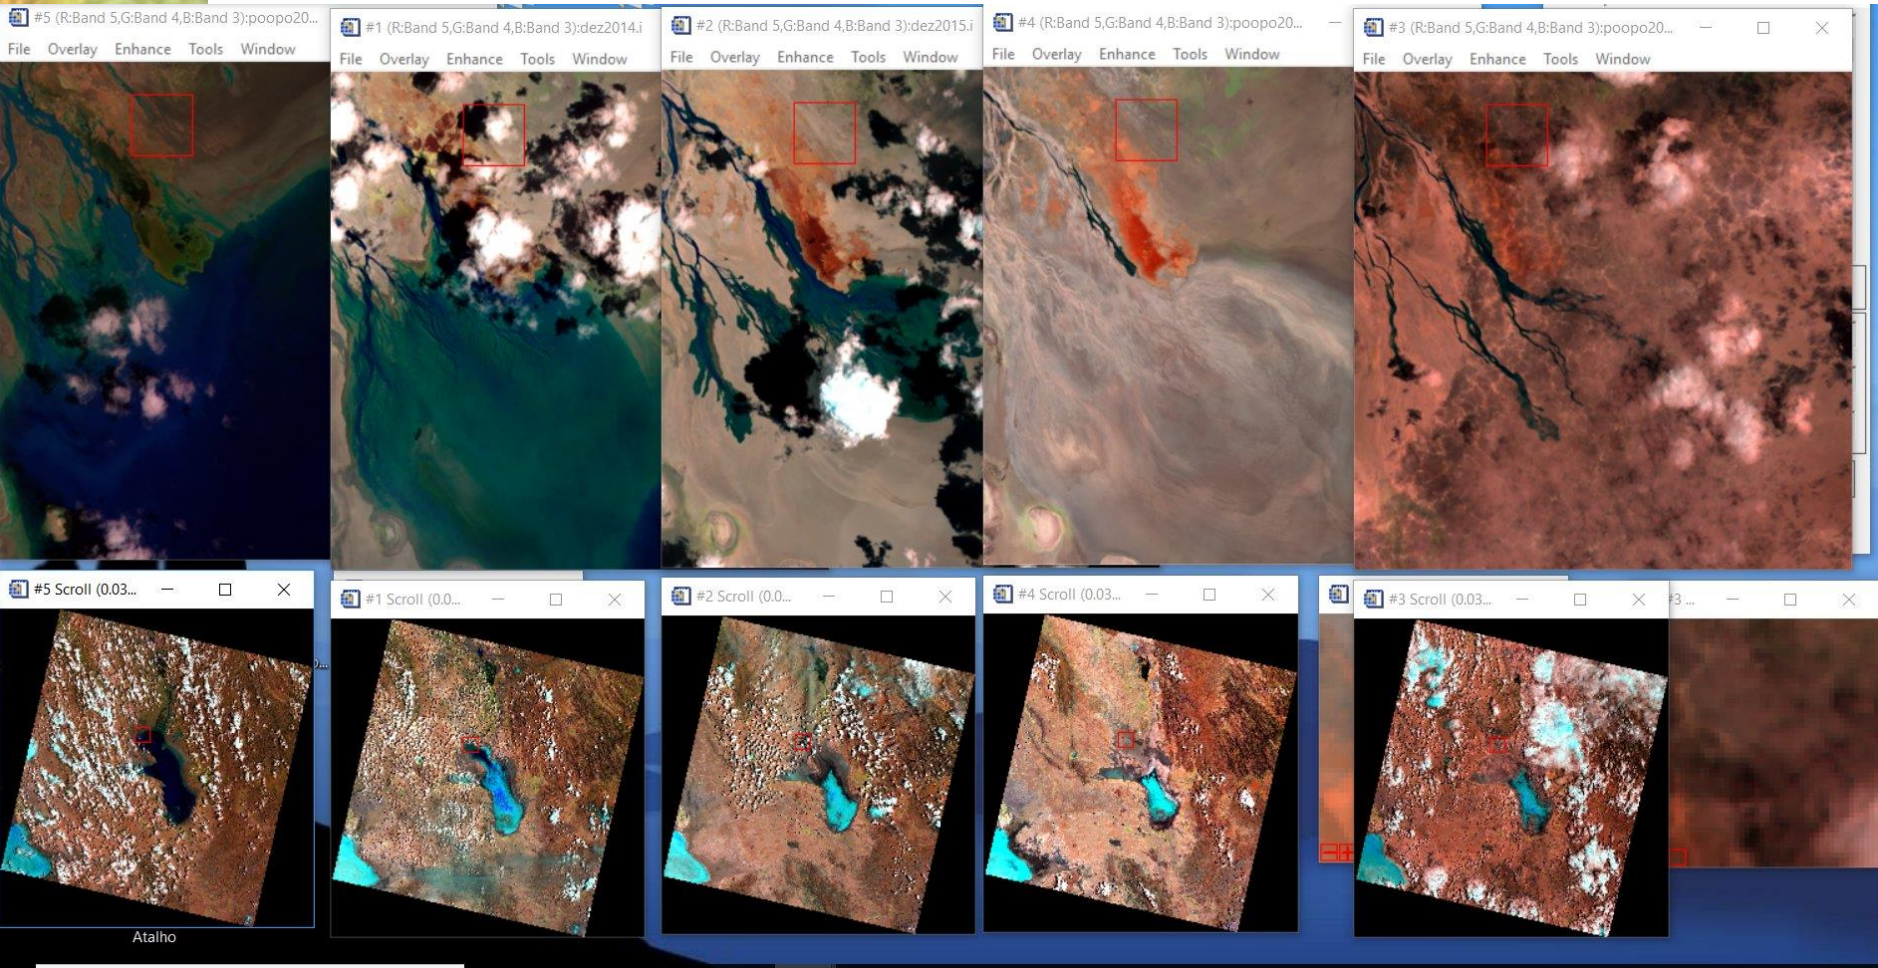 #5 (R:Band 5,G:Band 4,B:Band 3):poopo20...
File Overlay Enhance Tools Window
#1 (R:Band 5,G:Band 4,B:Band 3):dez2014.i
File Overlay Enhance Tools Window
#2 (R:Band 5,G:Band 4,B:Band 3):dez2015.i
File Overlay Enhance Tools Window
#4 (R:Band 5,G:Band 4,B:Band 3):poopo20...
File Overlay Enhance Tools Window
#3 (R:Band 5,G:Band 4,B:Band 3):poopo20...
File Overlay Enhance Tools Window
#5 Scroll (0.03...
#1 Scroll (0.0...
#2 Scroll (0.0...
#4 Scroll (0.03...
#3 Scroll (0.03...
#3 ...
Atalho